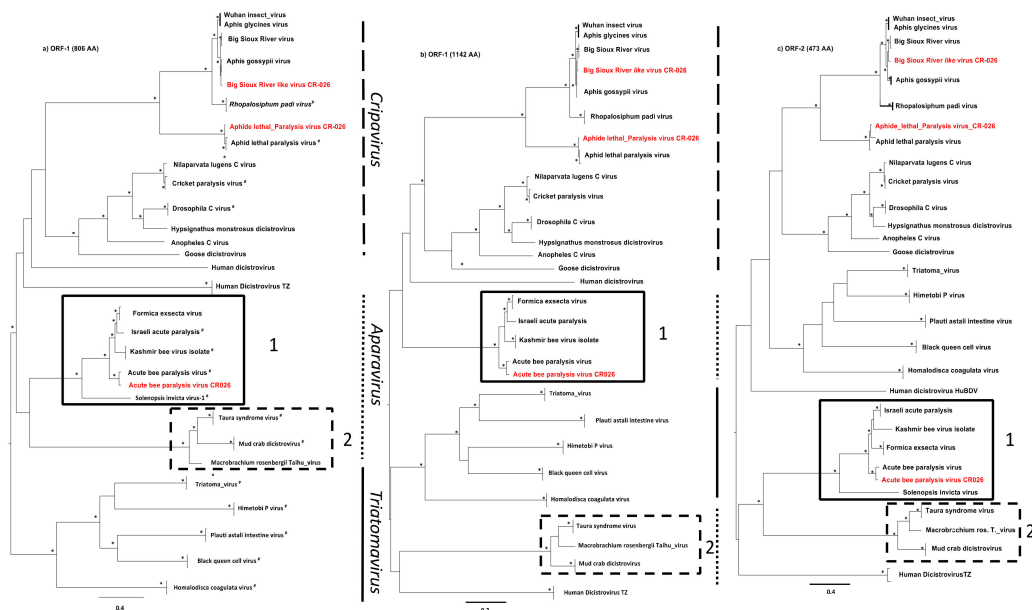 a) ORF-1 (806 AA)
Wuhan insect_virus
Aphis glycines virus
Big Sioux River virus
Aphis gossypii virus
Big Sioux River like virus CR-026
Rhopalosiphum padi virus#
Aphide lethal_Paralysis virus CR-026
Aphid lethal paralysis virus #
Nilaparvata lugens C virus
Cricket paralysis virus #
Drosophila C virus #
Hypsignathus monstrosus dicistrovirus
Anopheles C virus
Goose dicistrovirus
Human dicistrovirus
Human Dicistrovirus TZ
Formica exsecta virus
Israeli acute paralysis #
Kashmir bee virus isolate #
Acute bee paralysis virus #
Acute bee paralysis virus CR026
Solenopsis invicta virus-1 #
1
Taura syndrome virus #
Mud crab dicistrovirus #
Macrobrachium rosenbergii Taihu_virus
2
Triatoma_virus #
Himetobi P virus #
Plauti astali intestine virus #
Black queen cell virus #
Homalodisca coagulata virus #
0.4
Cripavirus
Aparavirus
Triatomavirus
b) ORF-1 (1142 AA)
Wuhan insect virus
Aphis glycines virus
Big Sioux River virus
Big Sioux River like virus CR-026
Aphis gossypii virus
Rhopalosiphum padi virus
Aphide lethal_Paralysis virus CR-026
Aphid lethal paralysis virus
Nilaparvata lugens C virus
Cricket paralysis virus
Drosophila C virus
Hypsignathus monstrosus dicistrovirus
Anopheles C virus
Goose dicistrovirus
Human dicistrovirus
Formica exsecta virus
Israeli acute paralysis
Kashmir bee virus isolate
Acute bee paralysis virus
Acute bee paralysis virus CR026
1
Triatoma_virus
Plauti astali intestine virus
Himetobi P virus
Black queen cell virus
Homalodisca coagulata virus
Taura syndrome virus
Macrobrachium rosenbergii Taihu_virus
Mud crab dicistrovirus
2
Human Dicistrovirus TZ
c) ORF-2 (473 AA)
Wuhan insect_virus
Aphis glycines virus
Big Sioux River virus
Big Sioux River like virus CR-026
Aphis gossypii virus
Rhopalosiphum padi virus
Aphide_lethal_Paralysis virus_CR-026
Aphid lethal paralysis virus
Nilaparvata lugens C virus
Cricket paralysis virus
Drosophila C virus
Hypsignathus monstrosus dicistrovirus
Anopheles C virus
Goose dicistrovirus
Triatoma_virus
Himetobi P virus
Plauti astali intestine virus
Black queen cell virus
Homalodisca coagulata virus
Human dicistrovirus HuBDV
Israeli acute paralysis
Kashmir bee virus isolate
Formica exsecta virus
Acute bee paralysis virus
Acute bee paralysis virus CR026
Solenopsis invicta virus
1
Taura syndrome virus
Macrobrachium ros. T._virus
Mud crab dicistrovirus
2
Human DicistrovirusTZ
0.4